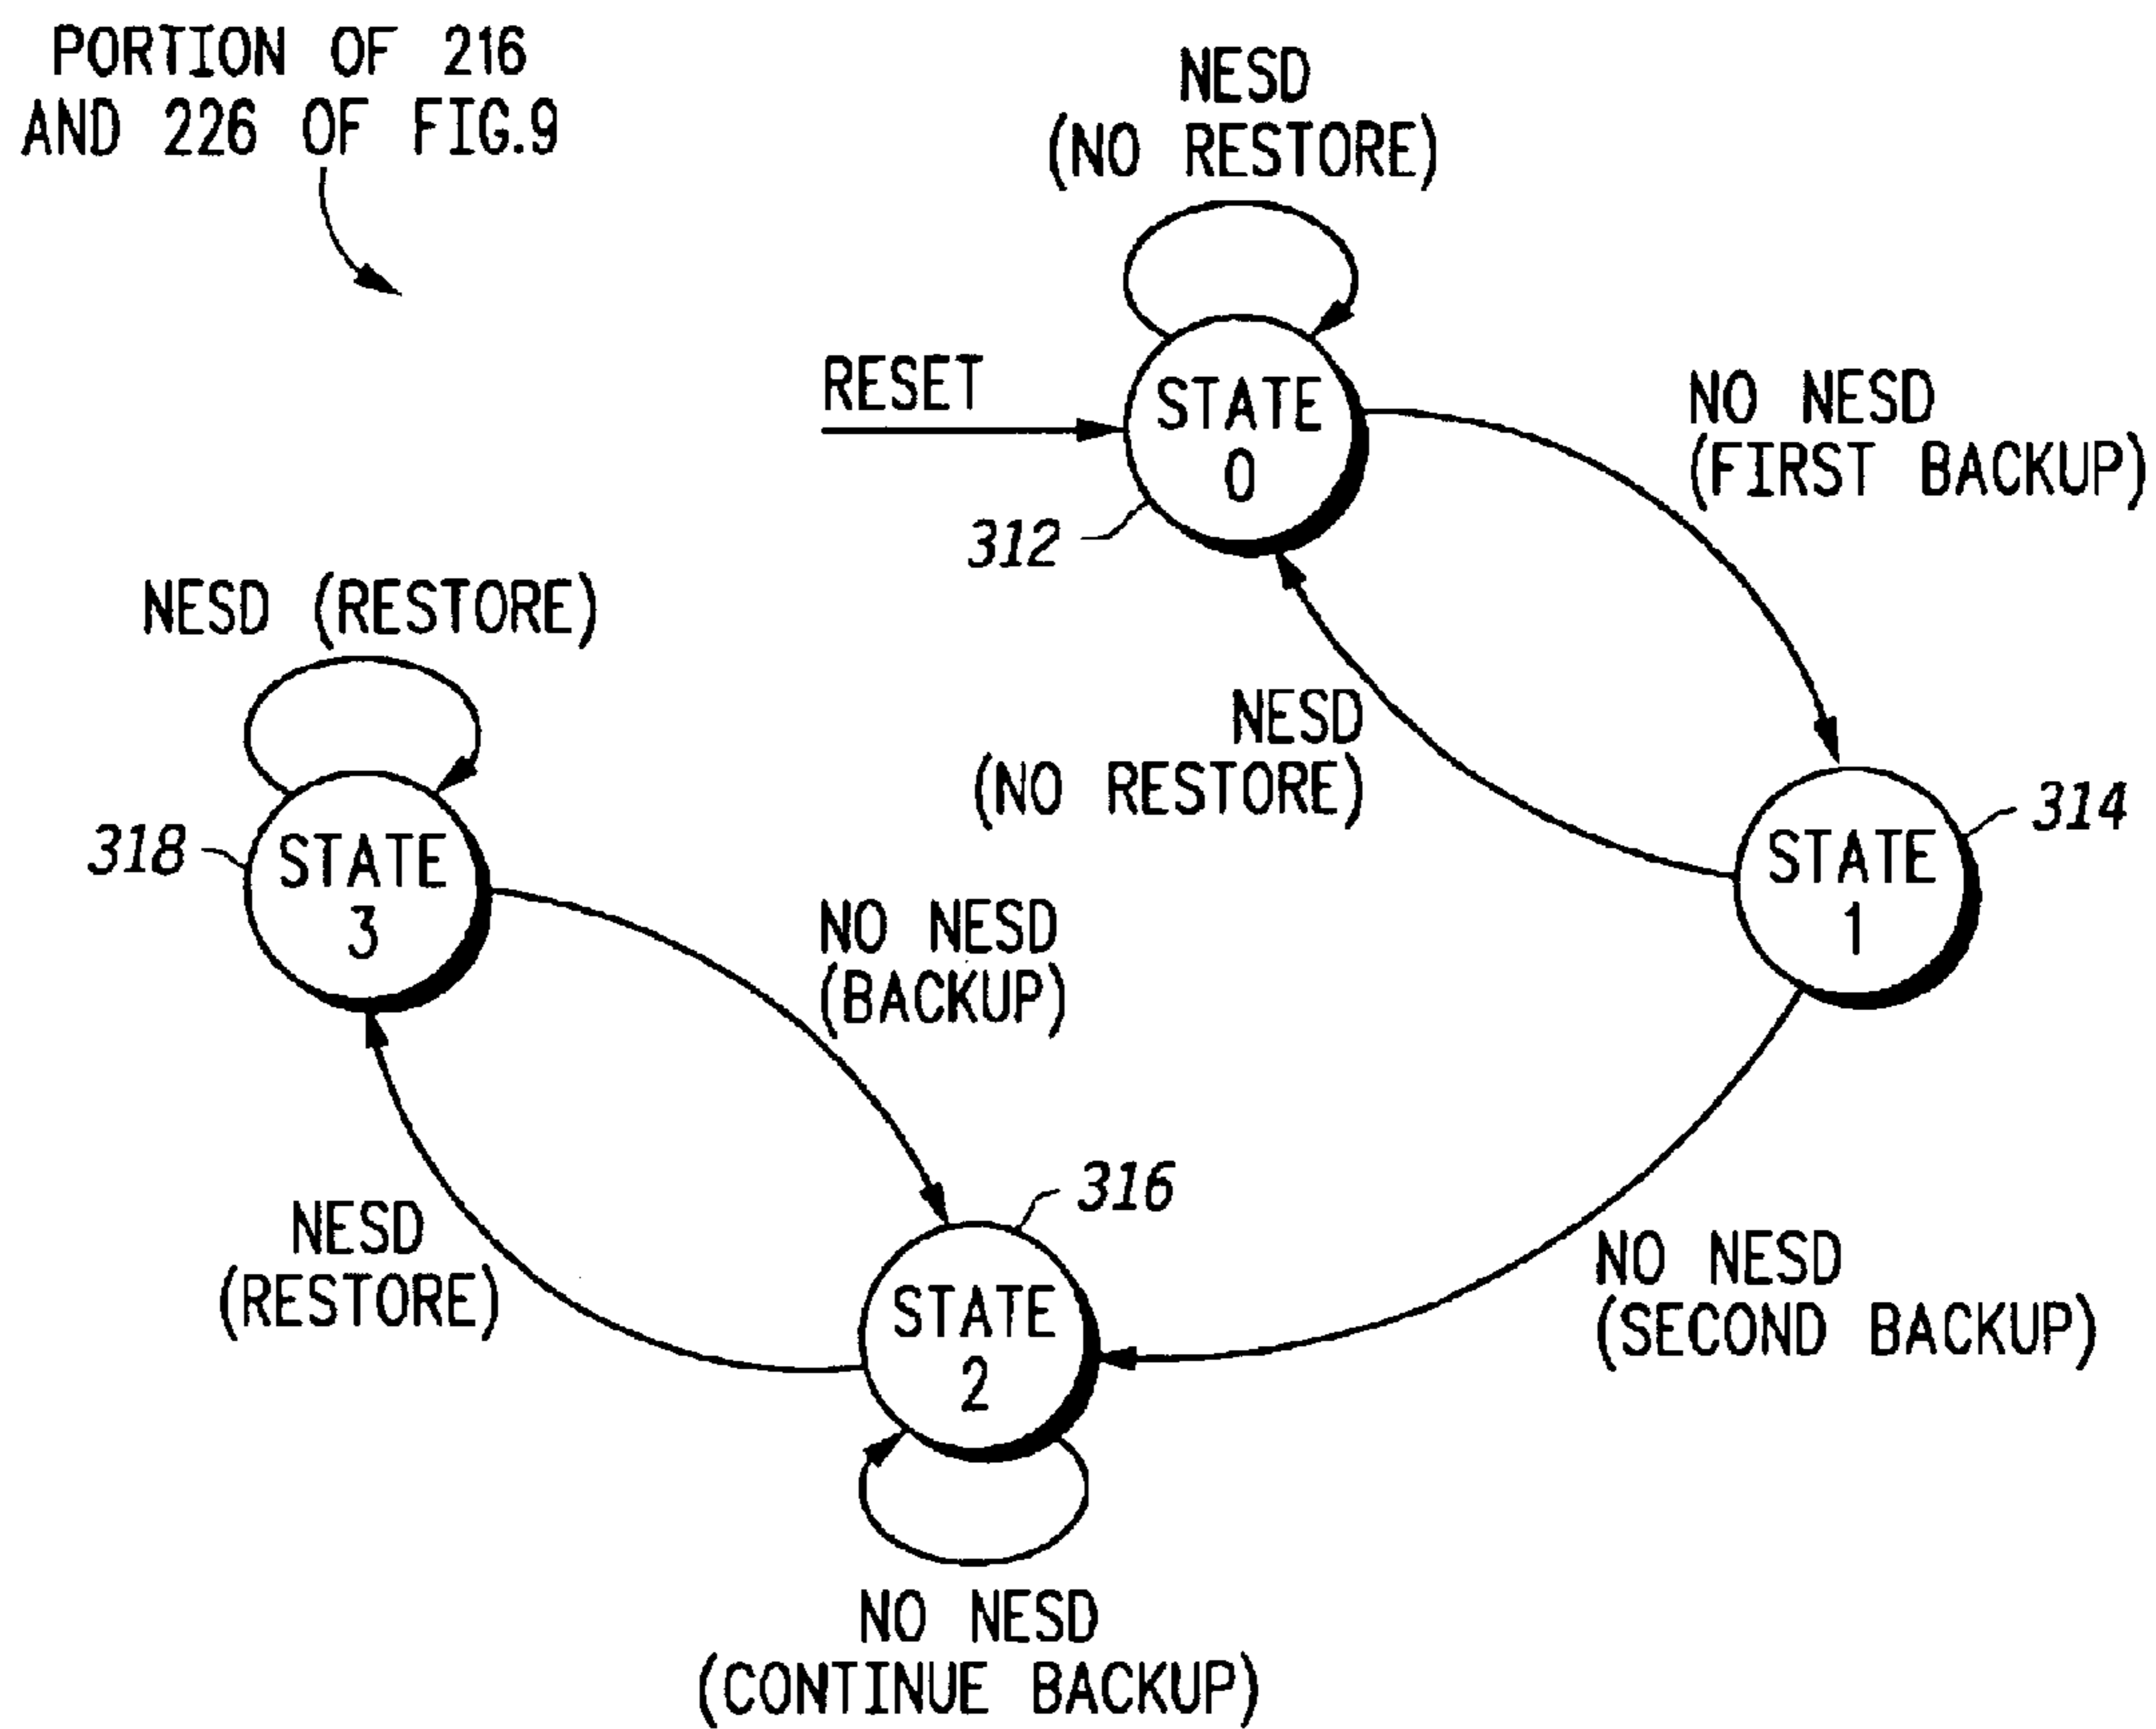 PORTION OF 216
AND 226 OF FIG.9
NESD
(NO RESTORE)
RESET
STATE
0
312
NO NESD
(FIRST BACKUP)
NESD (RESTORE)
NESD
(NO RESTORE)
314
STATE
1
318
STATE
3
NO NESD
(BACKUP)
316
NESD
(RESTORE)
STATE
2
NO NESD
(SECOND BACKUP)
NO NESD
(CONTINUE BACKUP)